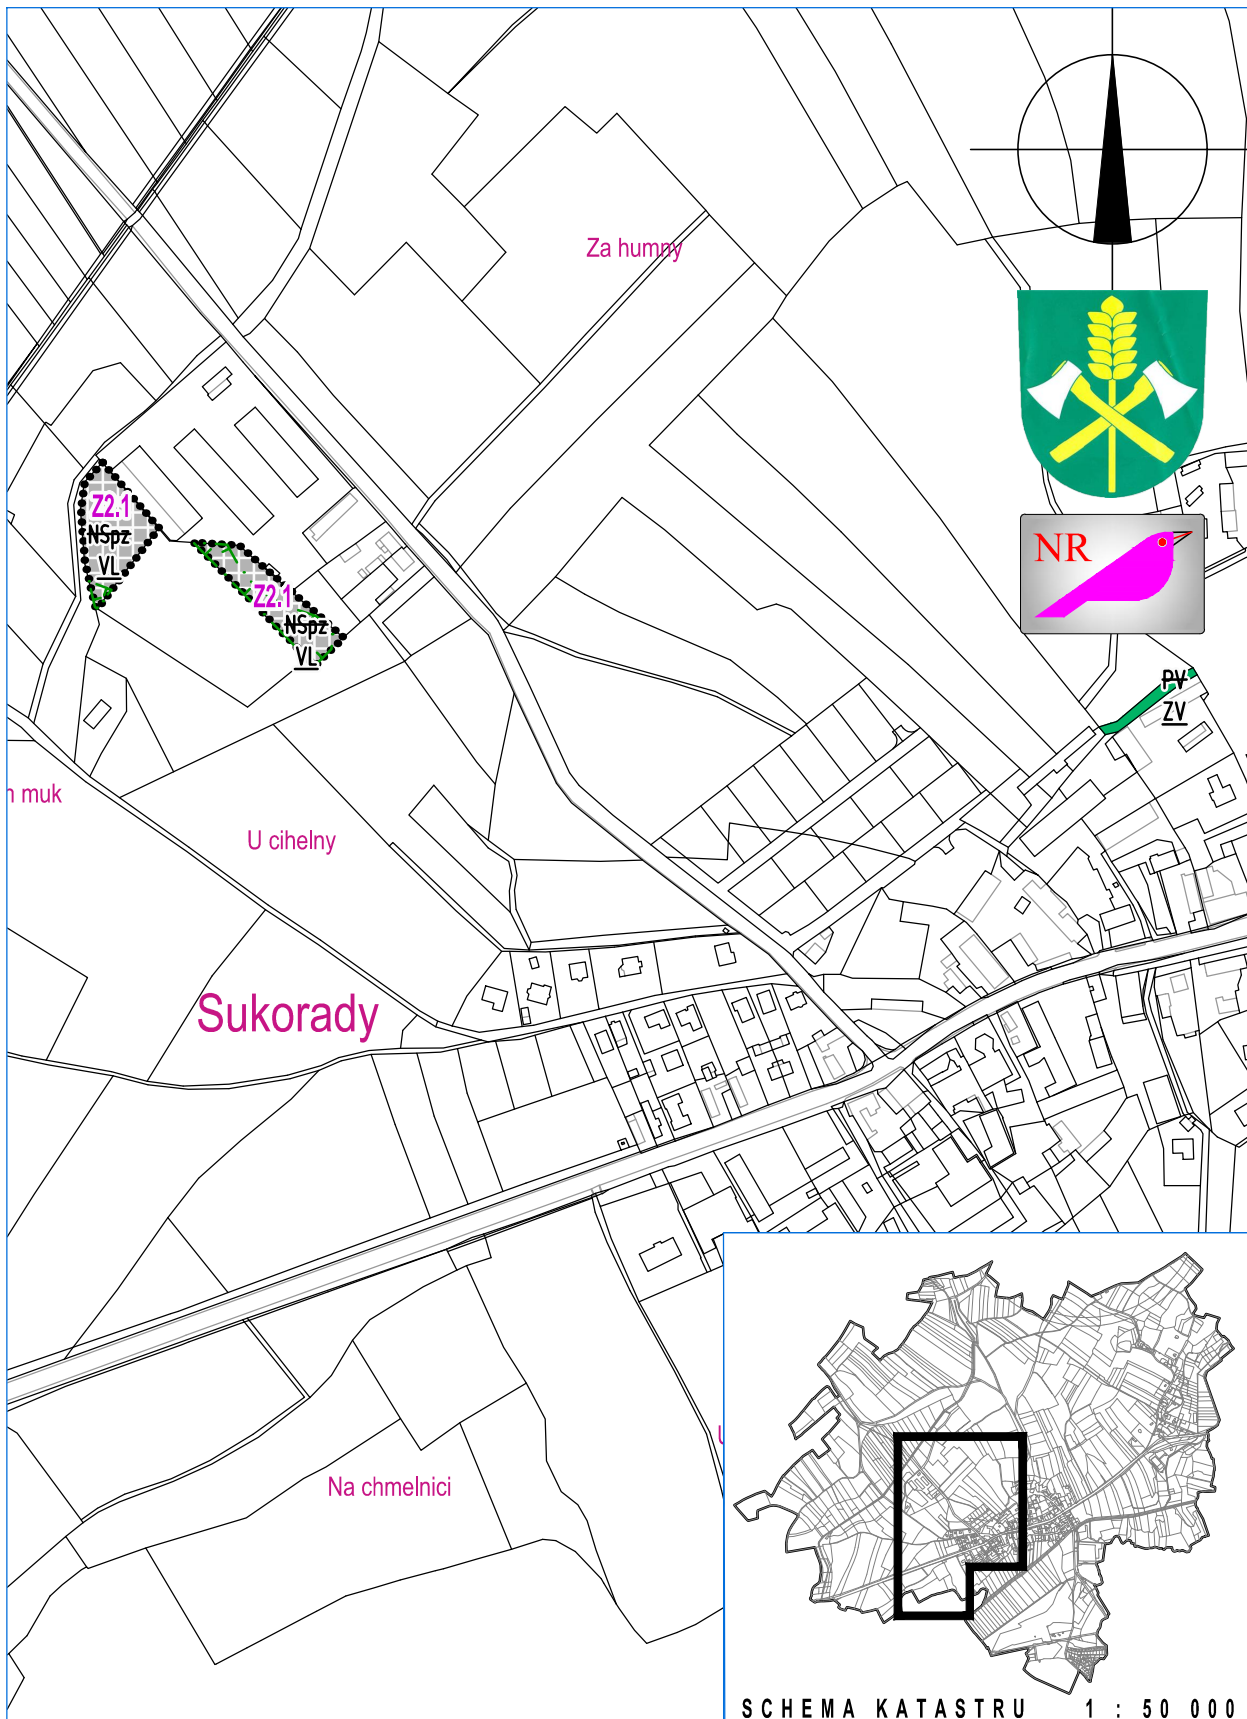 Za humny
Z2.1
NSpz
VL
NR
Z2.1
NSpz
VL
PV
ZV
muk
U cihelny
Sukorady
U
Na chmelnici
SCHEMA KATASTRU 1 : 50 000